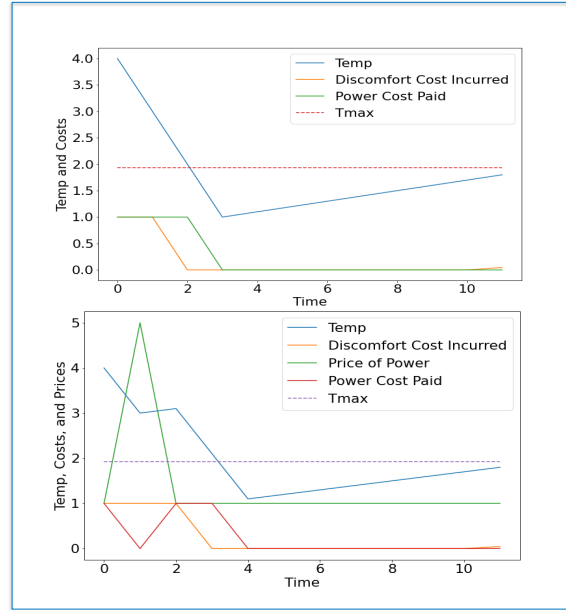 4.0
3.5
3.0
2.5
2.0
1.5
1.0
0.5
0.0
Temp and Costs
Temp
Discomfort Cost Incurred
Power Cost Paid
Tmax
0 2 4 6 8 10
Time
5
4
3
2
1
0
Temp, Costs, and Prices
Temp
Discomfort Cost Incurred
Price of Power
Power Cost Paid
Tmax
0 2 4 6 8 10
Time